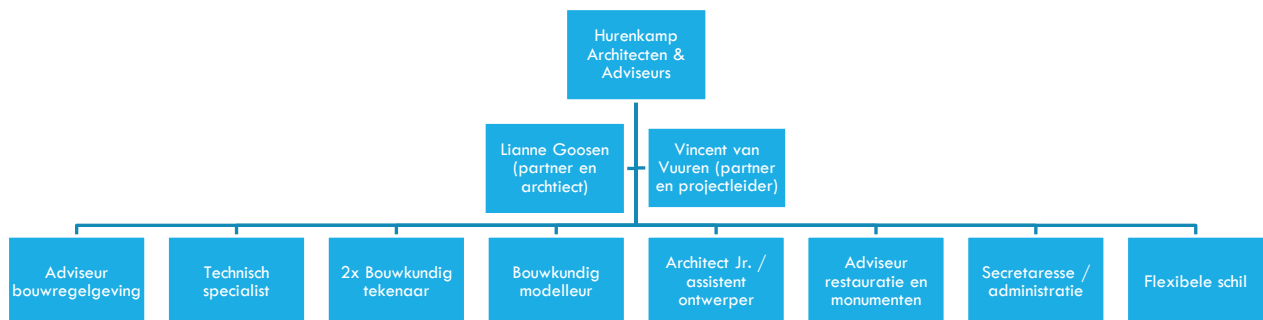 Hurenkamp
Architecten &
Adviseurs
Lianne Goosen
(partner en
archtiect)
Vincent van
Vuuren (partner
en projectleider)
Adviseur
bouwregelgeving
Technisch
specialist
2x Bouwkundig
tekenaar
Bouwkundig
modelleur
Architect Jr. /
assistent
ontwerper
Adviseur
restauratie en
monumenten
Secretaresse /
administratie
Flexibele schil